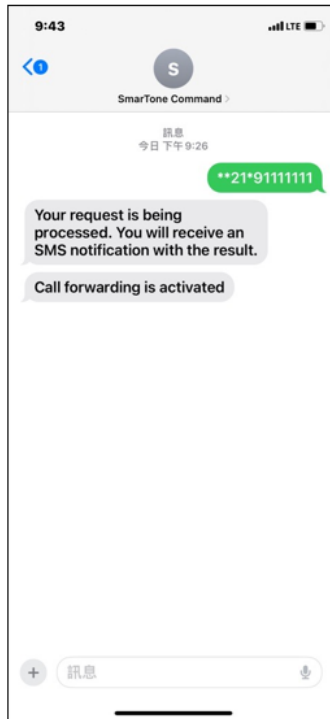 9:43
LTE
1
S
SmarTone Command
訊息
今日 下午 9:26
**21*91111111
Your request is being
processed. You will receive an
SMS notification with the result.
Call forwarding is activated
訊息